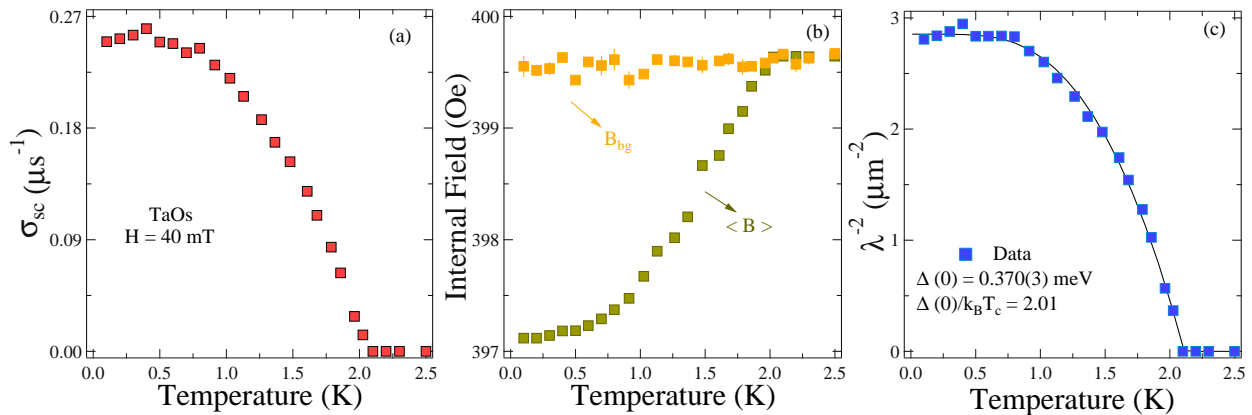 (a)
0.27
0.18
0.09
0.00
σsc (μs-1)
TaOs
H = 40 mT
0.0 0.5 1.0 1.5 2.0 2.5
Temperature (K)
(b)
400
399
398
397
Internal Field (Oe)
Bbg
< B >
0.0 0.5 1.0 1.5 2.0 2.5
Temperature (K)
(c)
3
2
1
0
λ-2 (μm-2)
Data
Δ (0) = 0.370(3) meV
Δ (0)/kBTc = 2.01
0.0 0.5 1.0 1.5 2.0 2.5
Temperature (K)